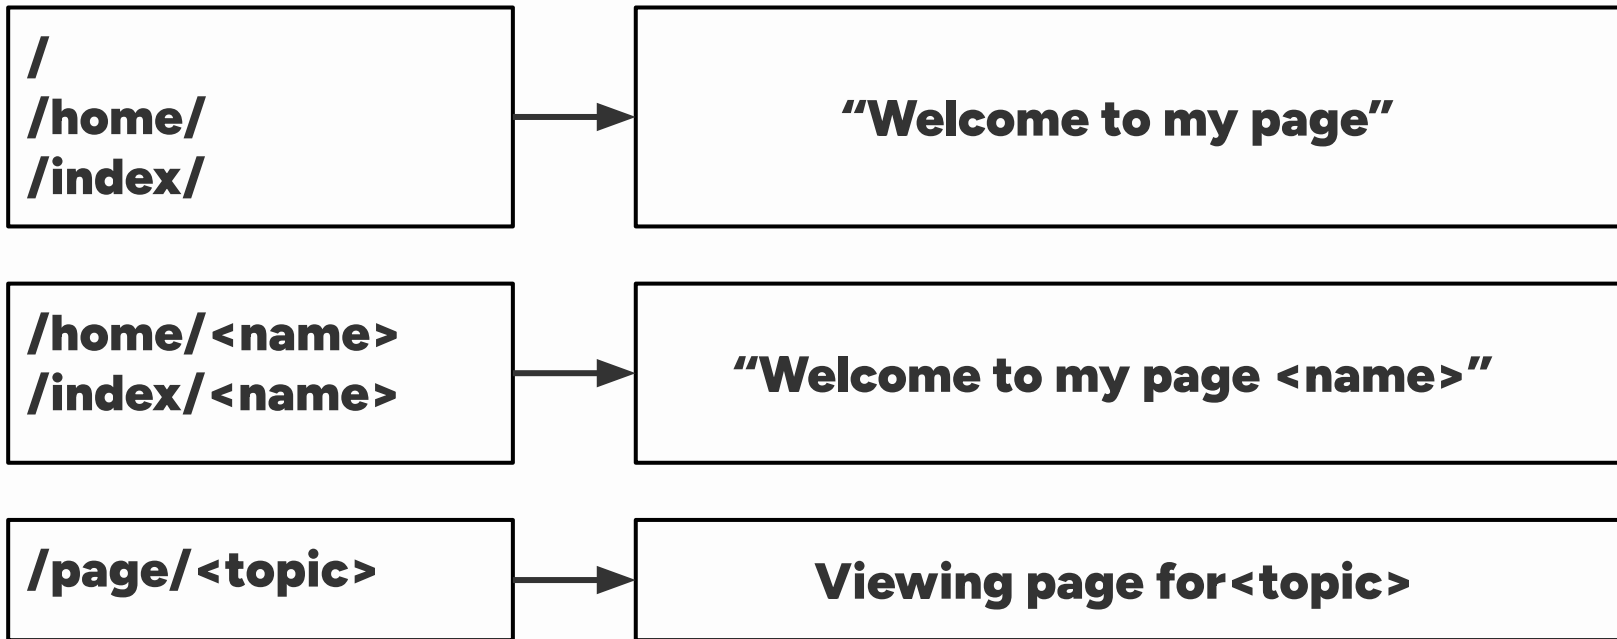 /
/home/
/index/
“Welcome to my page”
/home/<name>
/index/<name>
“Welcome to my page <name>”
/page/<topic>
Viewing page for<topic>